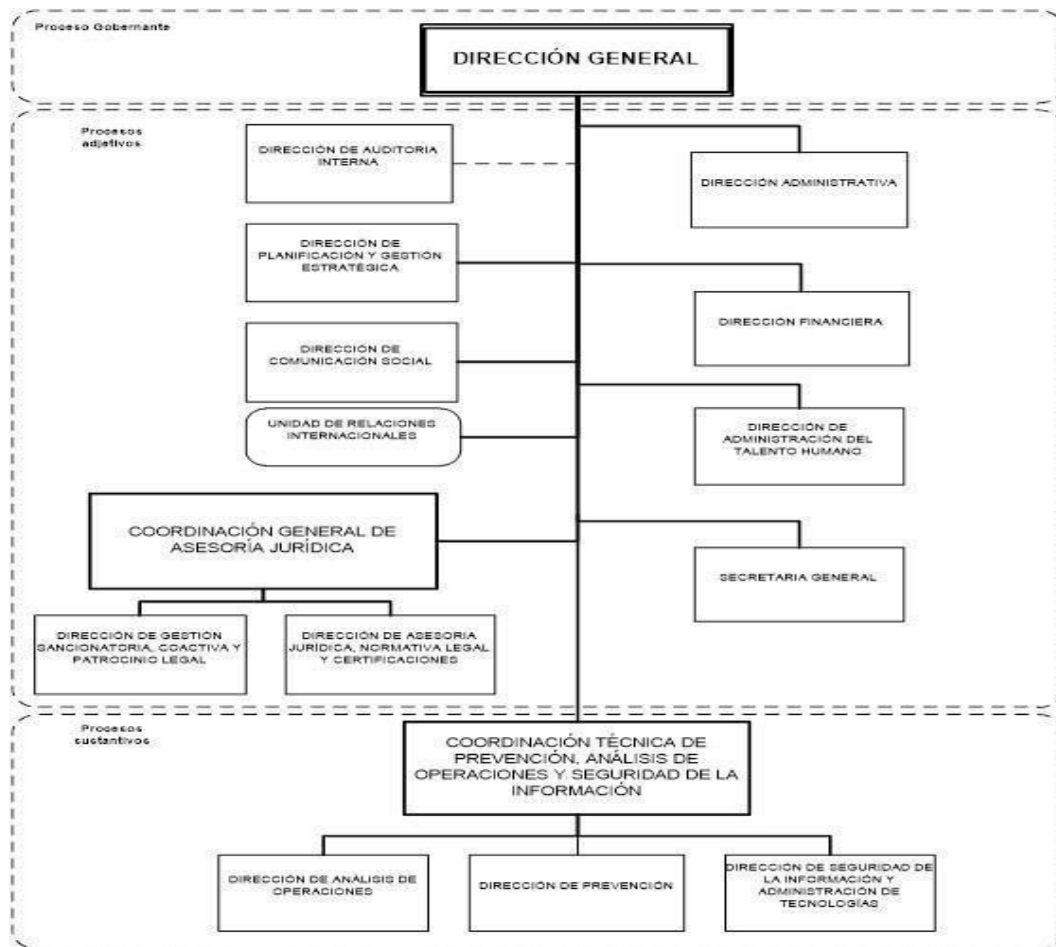 Proceso Gobernante
DIRECCIÓN GENERAL
Procesos
adjetivos
DIRECCIÓN DE AUDITORIA
INTERNA
DIRECCIÓN ADMINISTRATIVA
DIRECCIÓN DE
PLANIFICACIÓN Y GESTIÓN
ESTRATÉGICA
DIRECCIÓN FINANCIERA
DIRECCIÓN DE
COMUNICACIÓN SOCIAL
UNIDAD DE RELACIONES
INTERNACIONALES
DIRECCIÓN DE
ADMINISTRACIÓN DEL
TALENTO HUMANO
COORDINACIÓN GENERAL DE
ASESORÍA JURÍDICA
SECRETARIA GENERAL
DIRECCIÓN DE GESTIÓN
SANCIONATORIA, COACTIVA Y
PATROCINIO LEGAL
DIRECCIÓN DE ASESORIA
JURÍDICA, NORMATIVA LEGAL
Y CERTIFICACIONES
Procesos
sustantivos
COORDINACIÓN TÉCNICA DE
PREVENCIÓN, ANÁLISIS DE
OPERACIONES Y SEGURIDAD DE LA
INFORMACIÓN
DIRECCIÓN DE ANÁLISIS DE
OPERACIONES
DIRECCIÓN DE PREVENCIÓN
DIRECCIÓN DE SEGURIDAD DE
LA INFORMACIÓN Y
ADMINISTRACIÓN DE
TECNOLOGÍAS